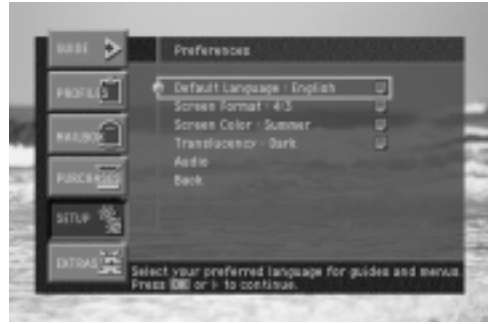 GUIDE
PROFILES
MAILBOX
PURCHASES
SETUP
EXTRAS
Preferences
Default Language : English
Screen Format : 4:3
Screen Color : Summer
Translucency : Dark
Audio
Back
Select your preferred language for guides and menus.
Press OK or ▸ to continue.